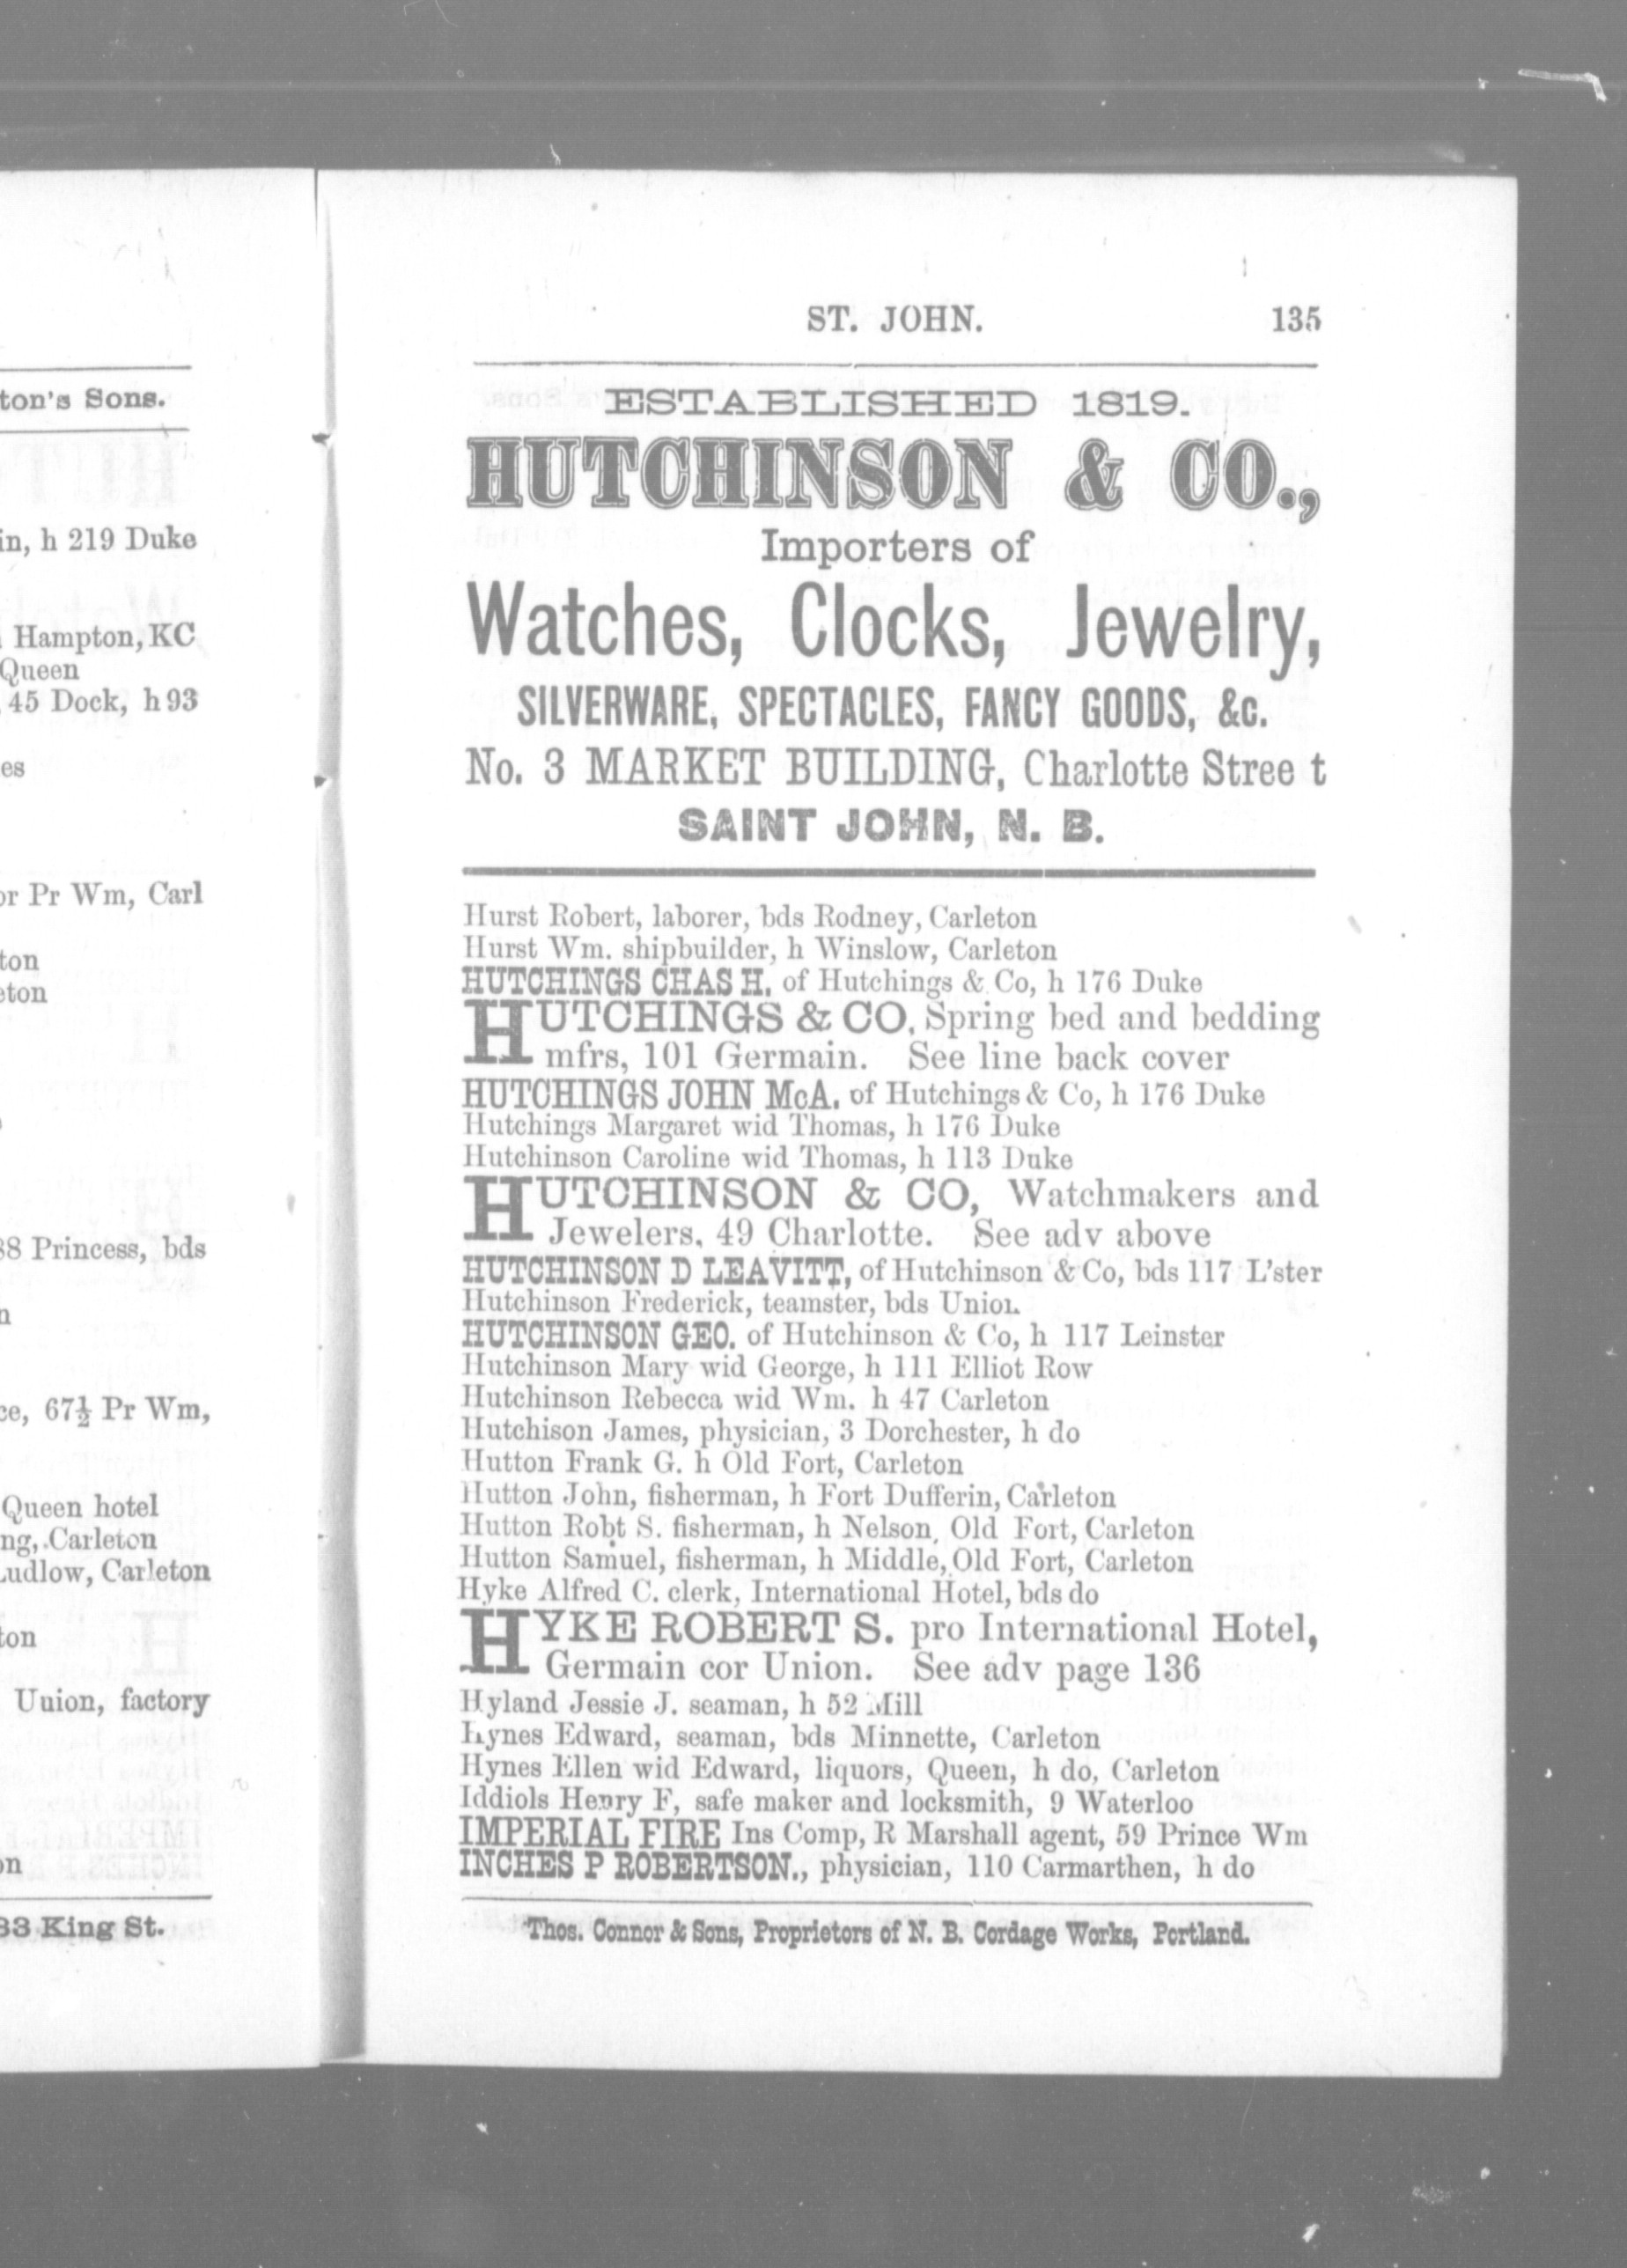 ton's Sons.
in, h 219 Duke
Hampton, KC
Queen
45 Dock, h 93
es
or Pr Wm, Carl
ton
eton
38 Princess, bds
n
ce, 67½ Pr Wm,
Queen hotel
ng, Carleton
Ludlow, Carleton
ton
Union, factory
on
33 King St.
ST. JOHN. 135
ESTABLISHED 1819.
HUTCHINSON & CO.,
Importers of
Watches, Clocks, Jewelry,
SILVERWARE, SPECTACLES, FANCY GOODS, &c.
No. 3 MARKET BUILDING, Charlotte Stree t
SAINT JOHN, N. B.
Hurst Robert, laborer, bds Rodney, Carleton
Hurst Wm. shipbuilder, h Winslow, Carleton
HUTCHINGS CHAS H. of Hutchings & Co, h 176 Duke
HUTCHINGS & CO, Spring bed and bedding
mfrs, 101 Germain. See line back cover
HUTCHINGS JOHN McA. of Hutchings & Co, h 176 Duke
Hutchings Margaret wid Thomas, h 176 Duke
Hutchinson Caroline wid Thomas, h 113 Duke
HUTCHINSON & CO, Watchmakers and
Jewelers, 49 Charlotte. See adv above
HUTCHINSON D LEAVITT, of Hutchinson & Co, bds 117 L'ster
Hutchinson Frederick, teamster, bds Union
HUTCHINSON GEO. of Hutchinson & Co, h 117 Leinster
Hutchinson Mary wid George, h 111 Elliot Row
Hutchinson Rebecca wid Wm. h 47 Carleton
Hutchison James, physician, 3 Dorchester, h do
Hutton Frank G. h Old Fort, Carleton
Hutton John, fisherman, h Fort Dufferin, Carleton
Hutton Robt S. fisherman, h Nelson, Old Fort, Carleton
Hutton Samuel, fisherman, h Middle, Old Fort, Carleton
Hyke Alfred C. clerk, International Hotel, bds do
HYKE ROBERT S. pro International Hotel,
Germain cor Union. See adv page 136
Hyland Jessie J. seaman, h 52 Mill
Hynes Edward, seaman, bds Minnette, Carleton
Hynes Ellen wid Edward, liquors, Queen, h do, Carleton
Iddiols Henry F, safe maker and locksmith, 9 Waterloo
IMPERIAL FIRE Ins Comp, R Marshall agent, 59 Prince Wm
INCHES P ROBERTSON., physician, 110 Carmarthen, h do
Thos. Connor & Sons, Proprietors of N. B. Cordage Works, Portland.